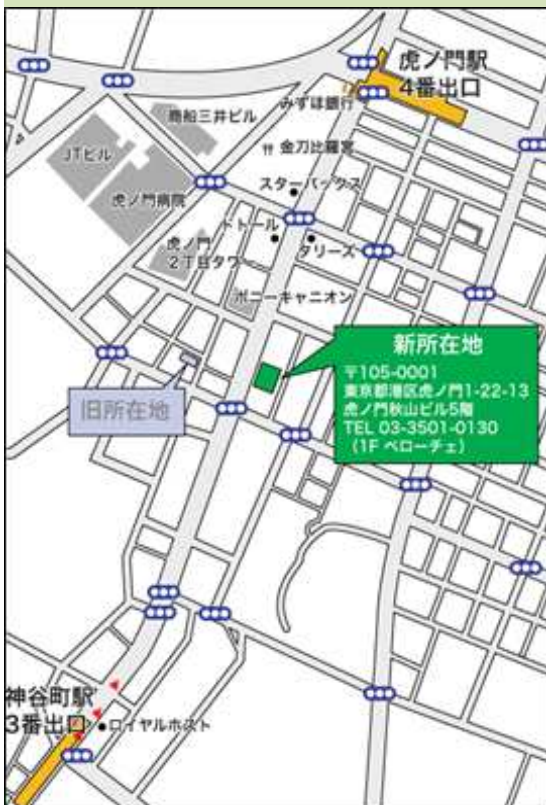 虎ノ門駅
4番出口
みずほ銀行
商船三井ビル
金刀比羅宮
JTビル
スターバックス
虎ノ門病院
ドトール
タリーズ
虎ノ門
2丁目タワー
ポニーキャニオン
新所在地
〒105-0001
東京都港区虎ノ門1-22-13
虎ノ門秋山ビル5階
TEL 03-3501-0130
(1F ベローチェ)
旧所在地
神谷町駅
3番出口
ロイヤルホスト